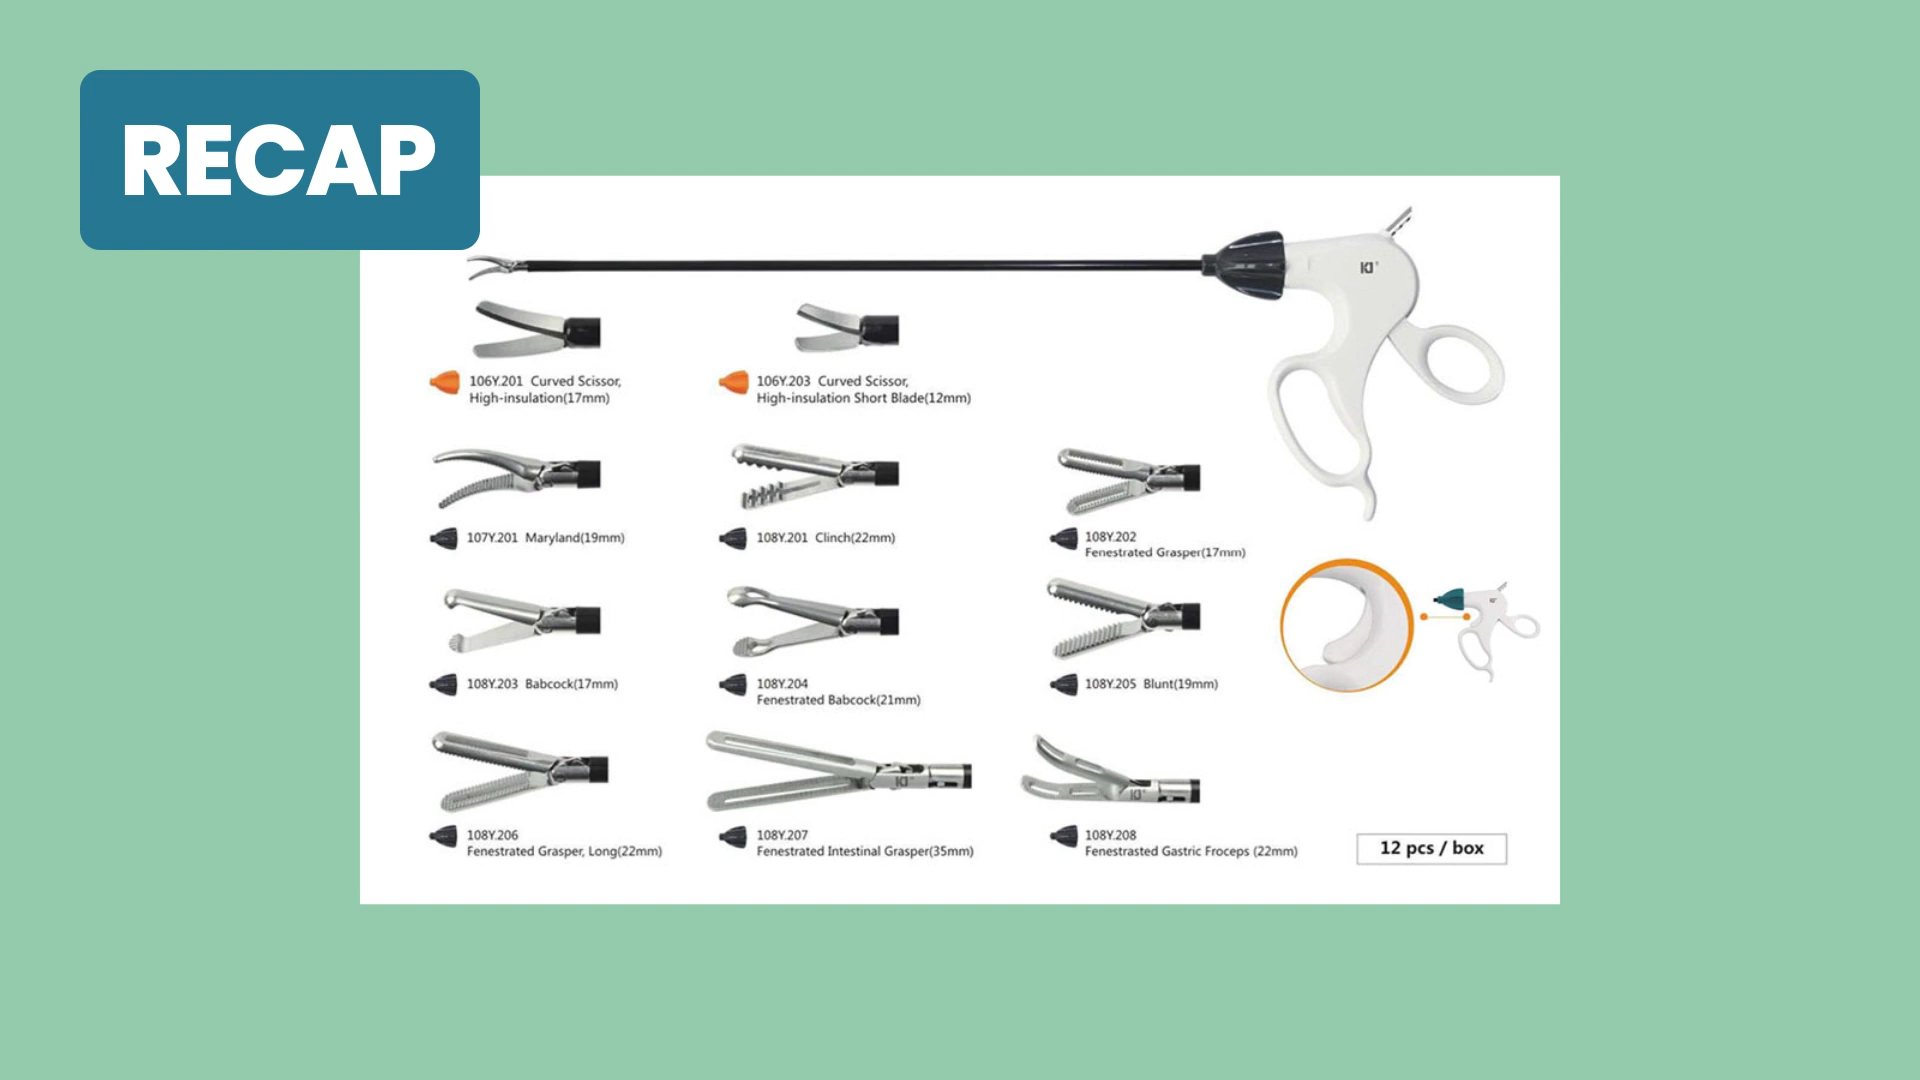 RECAP
KJ
106Y.201 Curved Scissor,
High-insulation(17mm)
106Y.203 Curved Scissor,
High-insulation Short Blade(12mm)
107Y.201 Maryland(19mm)
108Y.201 Clinch(22mm)
108Y.202
Fenestrated Grasper(17mm)
108Y.203 Babcock(17mm)
108Y.204
Fenestrated Babcock(21mm)
108Y.205 Blunt(19mm)
108Y.206
Fenestrated Grasper, Long(22mm)
108Y.207
Fenestrated Intestinal Grasper(35mm)
108Y.208
Fenestrasted Gastric Froceps (22mm)
12 pcs / box